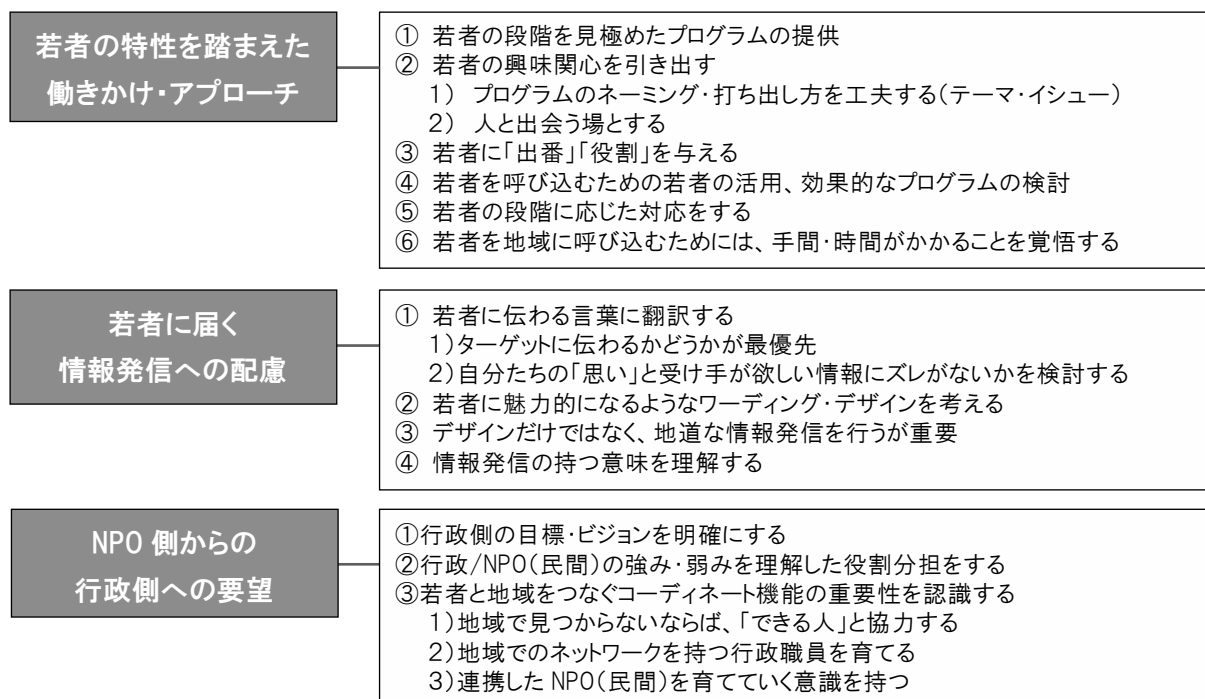 若者の特性を踏まえた
働きかけ・アプローチ
① 若者の段階を見極めたプログラムの提供
② 若者の興味関心を引き出す
1) プログラムのネーミング・打ち出し方を工夫する(テーマ・イシュー)
2) 人と出会う場とする
③ 若者に「出番」「役割」を与える
④ 若者を呼び込むための若者の活用、効果的なプログラムの検討
⑤ 若者の段階に応じた対応をする
⑥ 若者を地域に呼び込むためには、手間・時間がかかることを覚悟する
若者に届く
情報発信への配慮
① 若者に伝わる言葉に翻訳する
1)ターゲットに伝わるかどうかが最優先
2)自分たちの「思い」と受け手が欲しい情報にズレがないかを検討する
② 若者に魅力的になるようなワーディング・デザインを考える
③ デザインだけではなく、地道な情報発信を行うが重要
④ 情報発信の持つ意味を理解する
NPO 側からの
行政側への要望
①行政側の目標・ビジョンを明確にする
②行政/NPO(民間)の強み・弱みを理解した役割分担をする
③若者と地域をつなぐコーディネート機能の重要性を認識する
1)地域で見つからないならば、「できる人」と協力する
2)地域でのネットワークを持つ行政職員を育てる
3)連携した NPO(民間)を育てていく意識を持つ